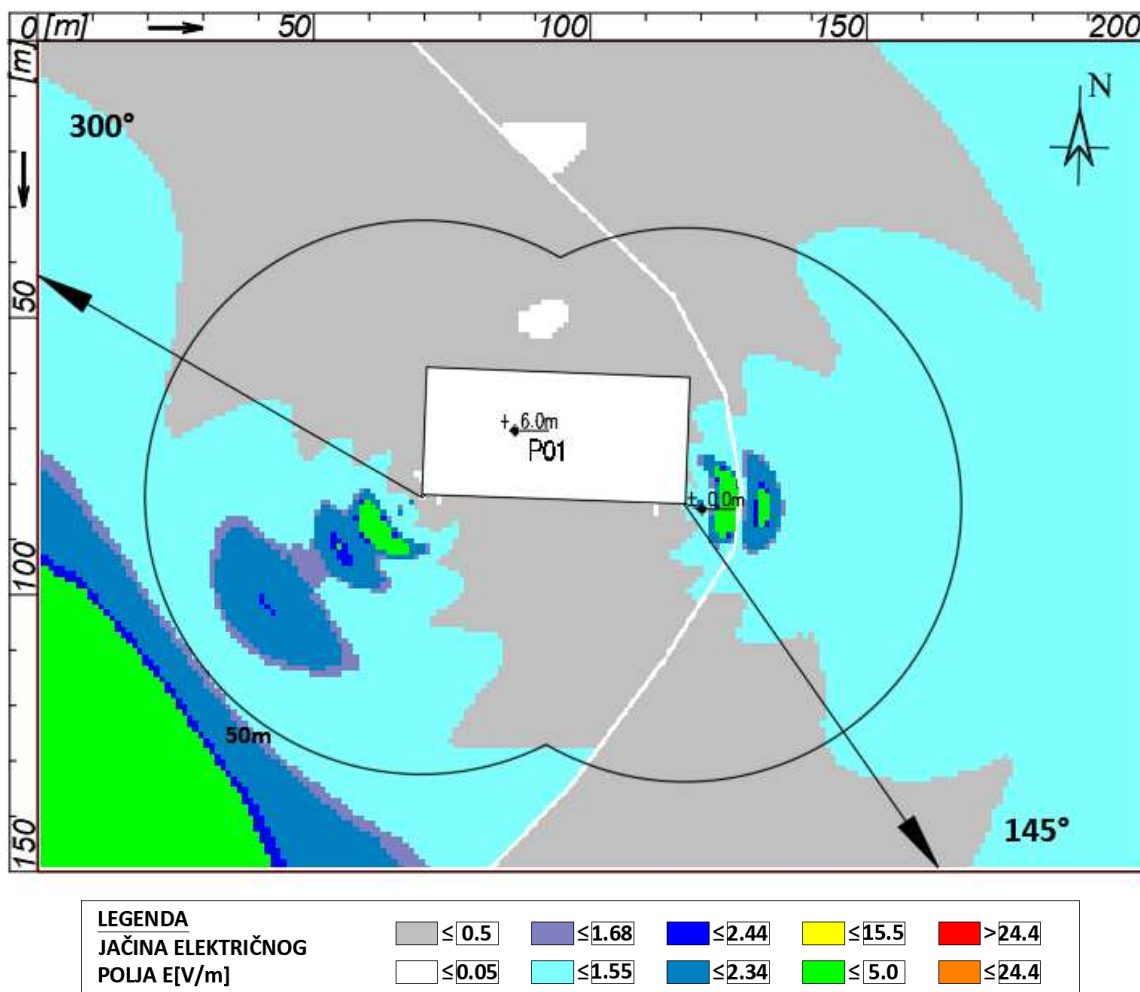 0 [m] 50 100 150 200
[m]
300°
N
50
6.0m
P01
0.0m
100
50m
145°
150
LEGENDA
JAČINA ELEKTRIČNOG
POLJA E[V/m]
≤ 0.5 ≤1.68 ≤2.44 ≤15.5 >24.4
≤0.05 ≤1.55 ≤2.34 ≤ 5.0 ≤24.4